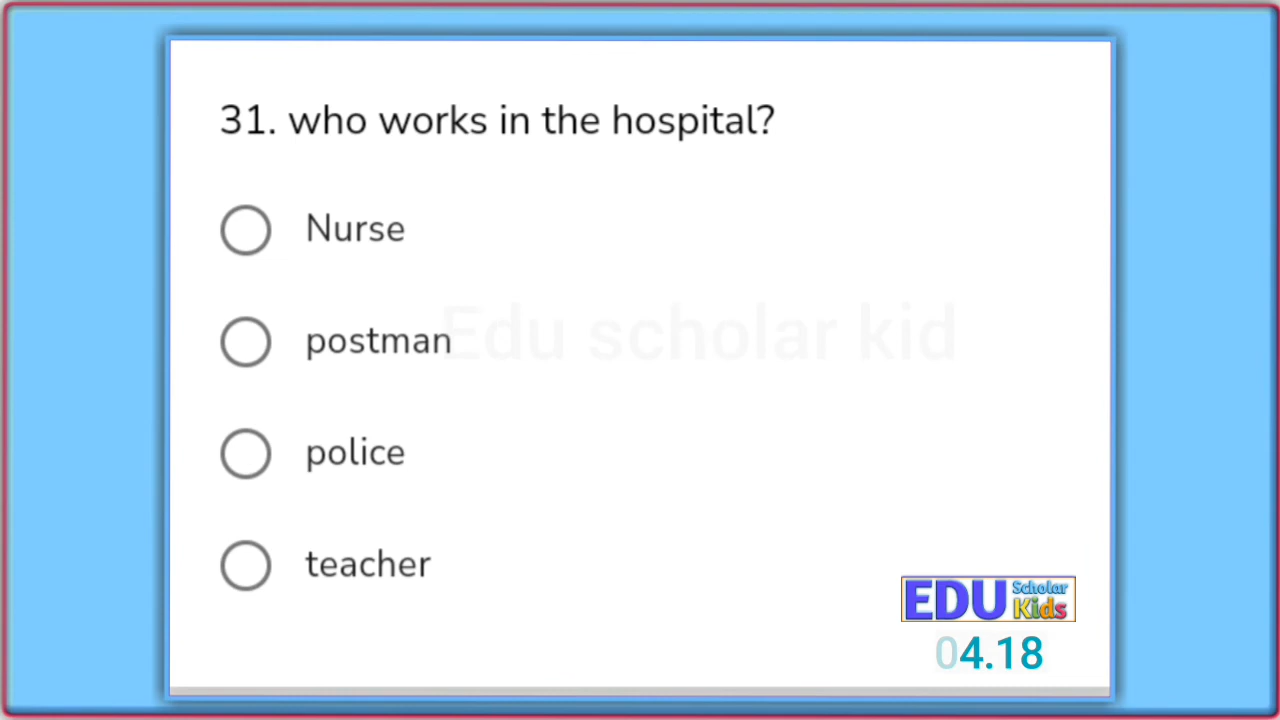 31. who works in the hospital?
Nurse
Edu scholar kid
postman
police
teacher
EDU Scholar Kids
04.18